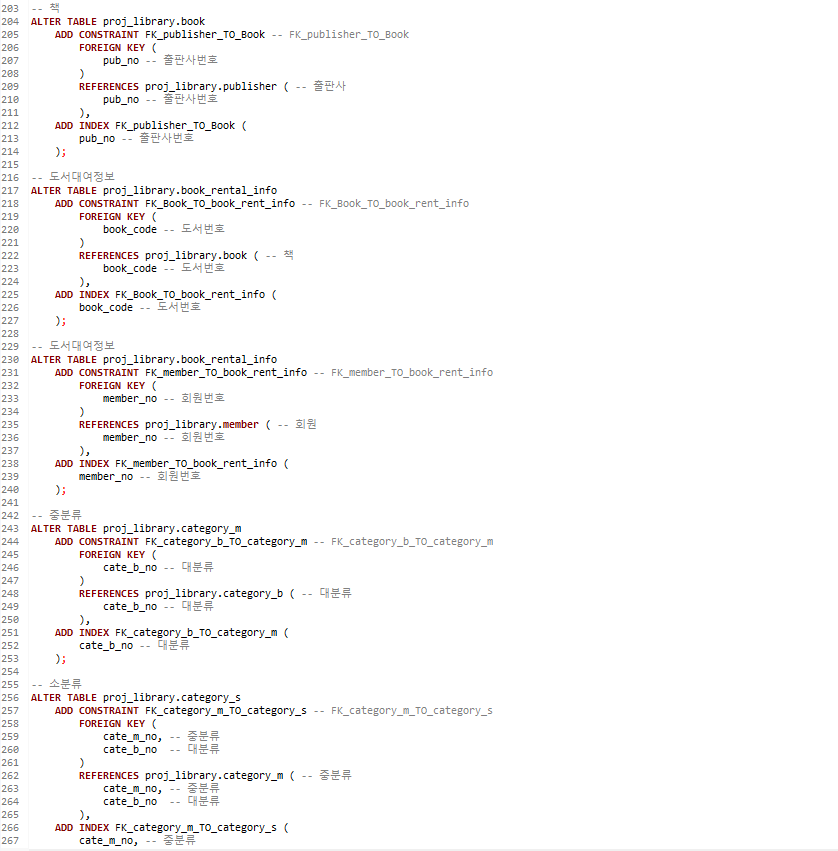 203 -- 책
204 ALTER TABLE proj_library.book
205     ADD CONSTRAINT FK_publisher_TO_Book -- FK_publisher_TO_Book
206         FOREIGN KEY (
207             pub_no -- 출판사번호
208         )
209         REFERENCES proj_library.publisher ( -- 출판사
210             pub_no -- 출판사번호
211         ),
212     ADD INDEX FK_publisher_TO_Book (
213         pub_no -- 출판사번호
214     );
215
216 -- 도서대여정보
217 ALTER TABLE proj_library.book_rental_info
218     ADD CONSTRAINT FK_Book_TO_book_rent_info -- FK_Book_TO_book_rent_info
219         FOREIGN KEY (
220             book_code -- 도서번호
221         )
222         REFERENCES proj_library.book ( -- 책
223             book_code -- 도서번호
224         ),
225     ADD INDEX FK_Book_TO_book_rent_info (
226         book_code -- 도서번호
227     );
228
229 -- 도서대여정보
230 ALTER TABLE proj_library.book_rental_info
231     ADD CONSTRAINT FK_member_TO_book_rent_info -- FK_member_TO_book_rent_info
232         FOREIGN KEY (
233             member_no -- 회원번호
234         )
235         REFERENCES proj_library.member ( -- 회원
236             member_no -- 회원번호
237         ),
238     ADD INDEX FK_member_TO_book_rent_info (
239         member_no -- 회원번호
240     );
241
242 -- 중분류
243 ALTER TABLE proj_library.category_m
244     ADD CONSTRAINT FK_category_b_TO_category_m -- FK_category_b_TO_category_m
245         FOREIGN KEY (
246             cate_b_no -- 대분류
247         )
248         REFERENCES proj_library.category_b ( -- 대분류
249             cate_b_no -- 대분류
250         ),
251     ADD INDEX FK_category_b_TO_category_m (
252         cate_b_no -- 대분류
253     );
254
255 -- 소분류
256 ALTER TABLE proj_library.category_s
257     ADD CONSTRAINT FK_category_m_TO_category_s -- FK_category_m_TO_category_s
258         FOREIGN KEY (
259             cate_m_no, -- 중분류
260             cate_b_no  -- 대분류
261         )
262         REFERENCES proj_library.category_m ( -- 중분류
263             cate_m_no, -- 중분류
264             cate_b_no  -- 대분류
265         ),
266     ADD INDEX FK_category_m_TO_category_s (
267         cate_m_no, -- 중분류